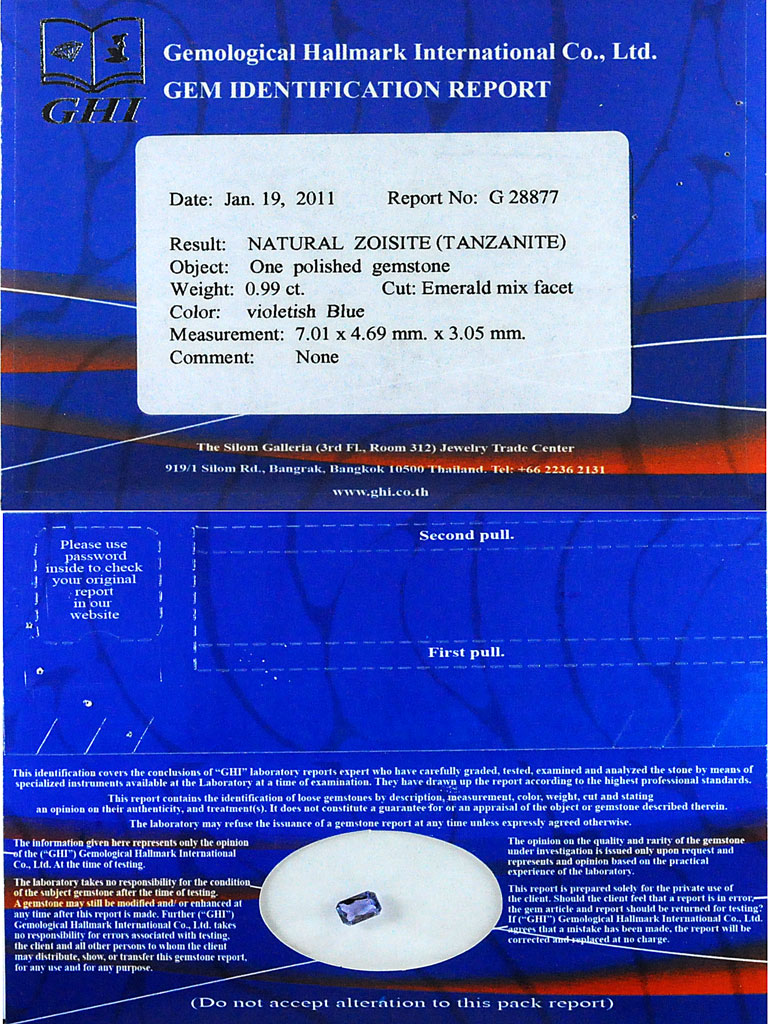 GHI
Gemological Hallmark International Co., Ltd.
GEM IDENTIFICATION REPORT
Date: Jan. 19, 2011 Report No: G 28877
Result: NATURAL ZOISITE (TANZANITE)
Object: One polished gemstone
Weight: 0.99 ct. Cut: Emerald mix facet
Color: violetish Blue
Measurement: 7.01 x 4.69 mm. x 3.05 mm.
Comment: None
The Silom Galleria (3rd Fl., Room 312) Jewelry Trade Center
919/1 Silom Rd., Bangrak, Bangkok 10500 Thailand. Tel: +66 2236 2131
www.ghi.co.th
Please use
password
inside to check
your original
report
in our
website
Second pull.
First pull.
This identification covers the conclusions of “GHI” laboratory reports expert who have carefully graded, tested, examined and analyzed the stone by means of
specialized instruments available at the Laboratory at a time of examination. They have drawn up the report according to the highest professional standards.
This report contains the identification of loose gemstones by description, measurement, color, weight, cut and stating
an opinion on their authenticity, and treatment(s). It does not constitute a guarantee for or an appraisal of the object or gemstone described therein.
The laboratory may refuse the issuance of a gemstone report at any time unless expressly agreed otherwise.
The information given here represents only the opinion
of the (“GHI”) Gemological Hallmark International
Co., Ltd. At the time of testing.
The laboratory takes no responsibility for the condition
of the subject gemstone after the time of testing.
A gemstone may still be modified and/ or enhanced at
any time after this report is made. Further (“GHI”)
Gemological Hallmark International Co., Ltd. takes
no responsibility for errors associated with testing,
the client and all other persons to whom the client
may distribute, show, or transfer this gemstone report,
for any use and for any purpose.
The opinion on the quality and rarity of the gemstone
under investigation is issued only upon request and
represents and opinion based on the practical
experience of the laboratory.
This report is prepared solely for the private use of
the client. Should the client feel that a report is in error,
the gem article and report should be returned for testing?
If (“GHI”) Gemological Hallmark International Co., Ltd.
agrees that a mistake has been made, the report will be
corrected and replaced at no charge.
(Do not accept alteration to this pack report)